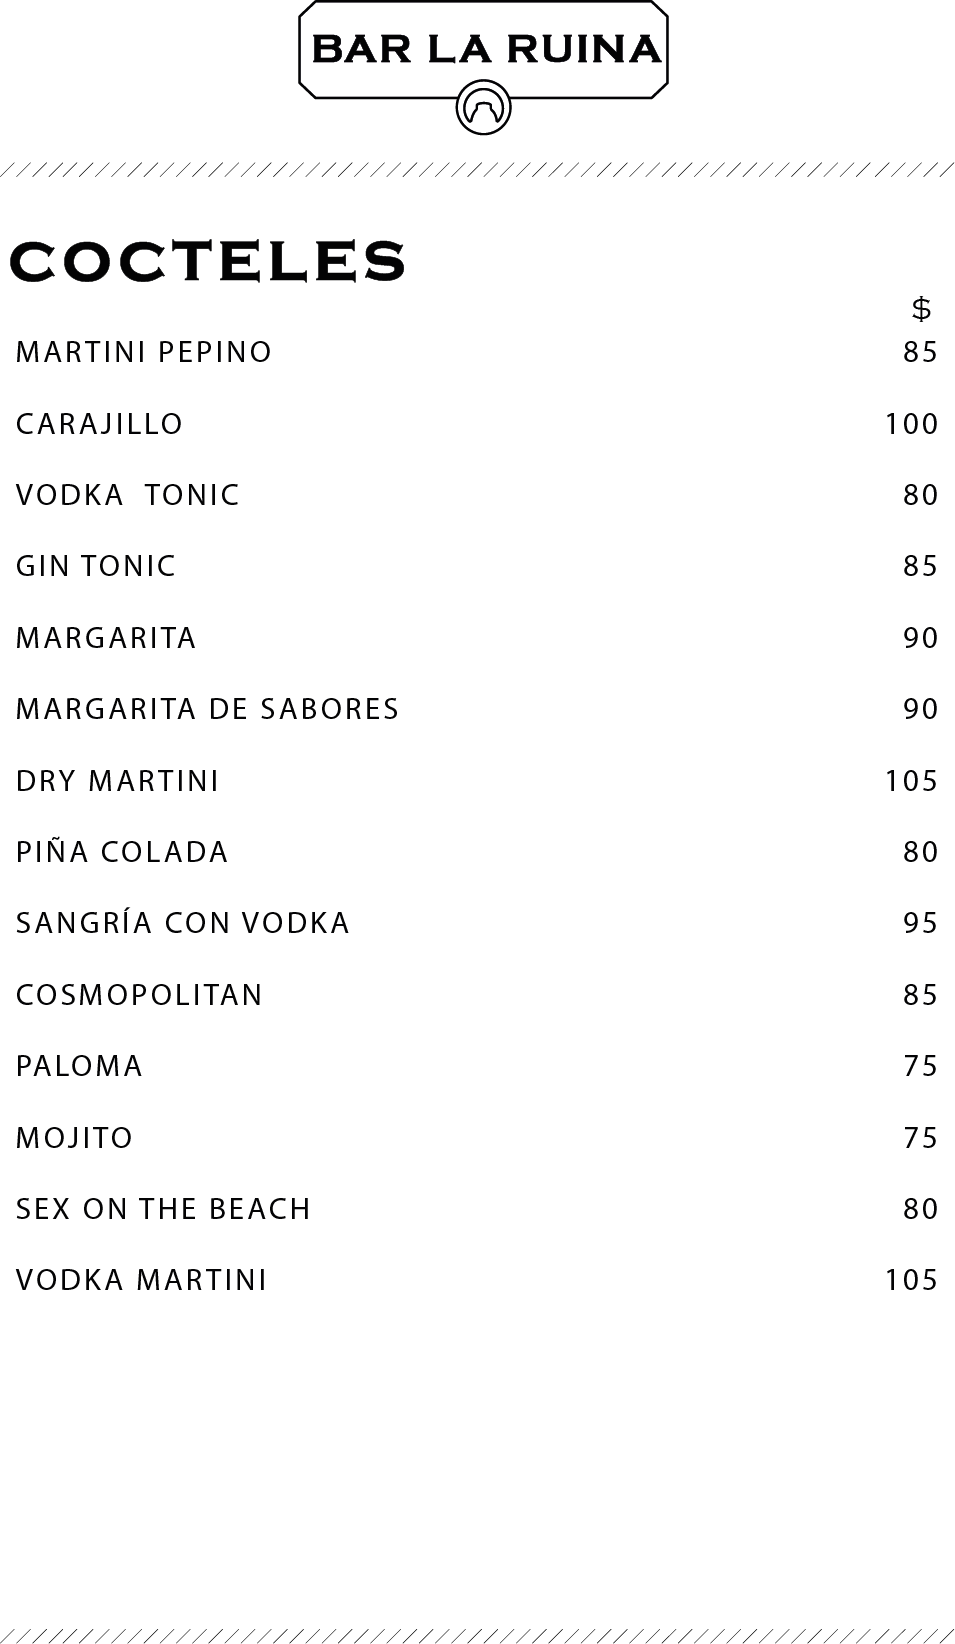 BAR LA RUINA
COCTELES
$
MARTINI PEPINO 85
CARAJILLO 100
VODKA TONIC 80
GIN TONIC 85
MARGARITA 90
MARGARITA DE SABORES 90
DRY MARTINI 105
PIÑA COLADA 80
SANGRÍA CON VODKA 95
COSMOPOLITAN 85
PALOMA 75
MOJITO 75
SEX ON THE BEACH 80
VODKA MARTINI 105